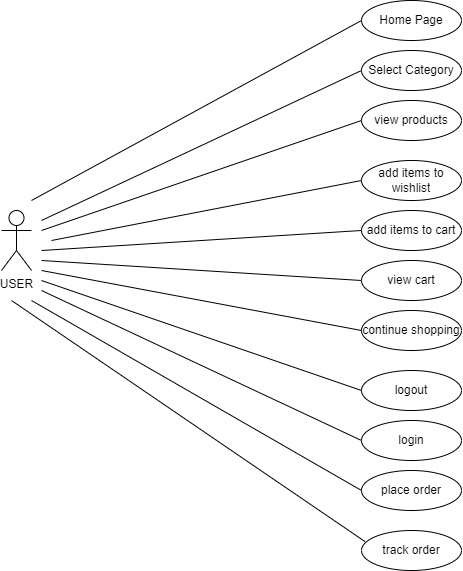 Home Page
Select Category
view products
add items to
wishlist
add items to cart
view cart
USER
continue shopping
logout
login
place order
track order